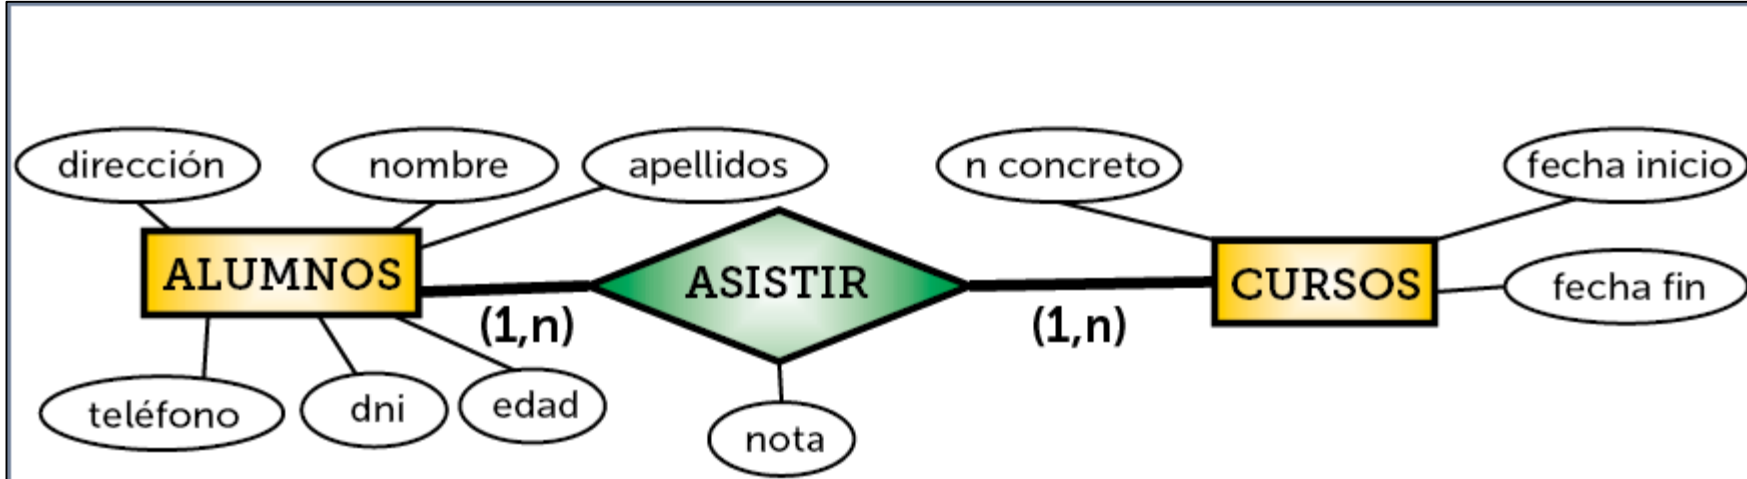 dirección
nombre
apellidos
n concreto
fecha inicio
ALUMNOS
ASISTIR
CURSOS
fecha fin
(1,n)
(1,n)
teléfono
dni
edad
nota